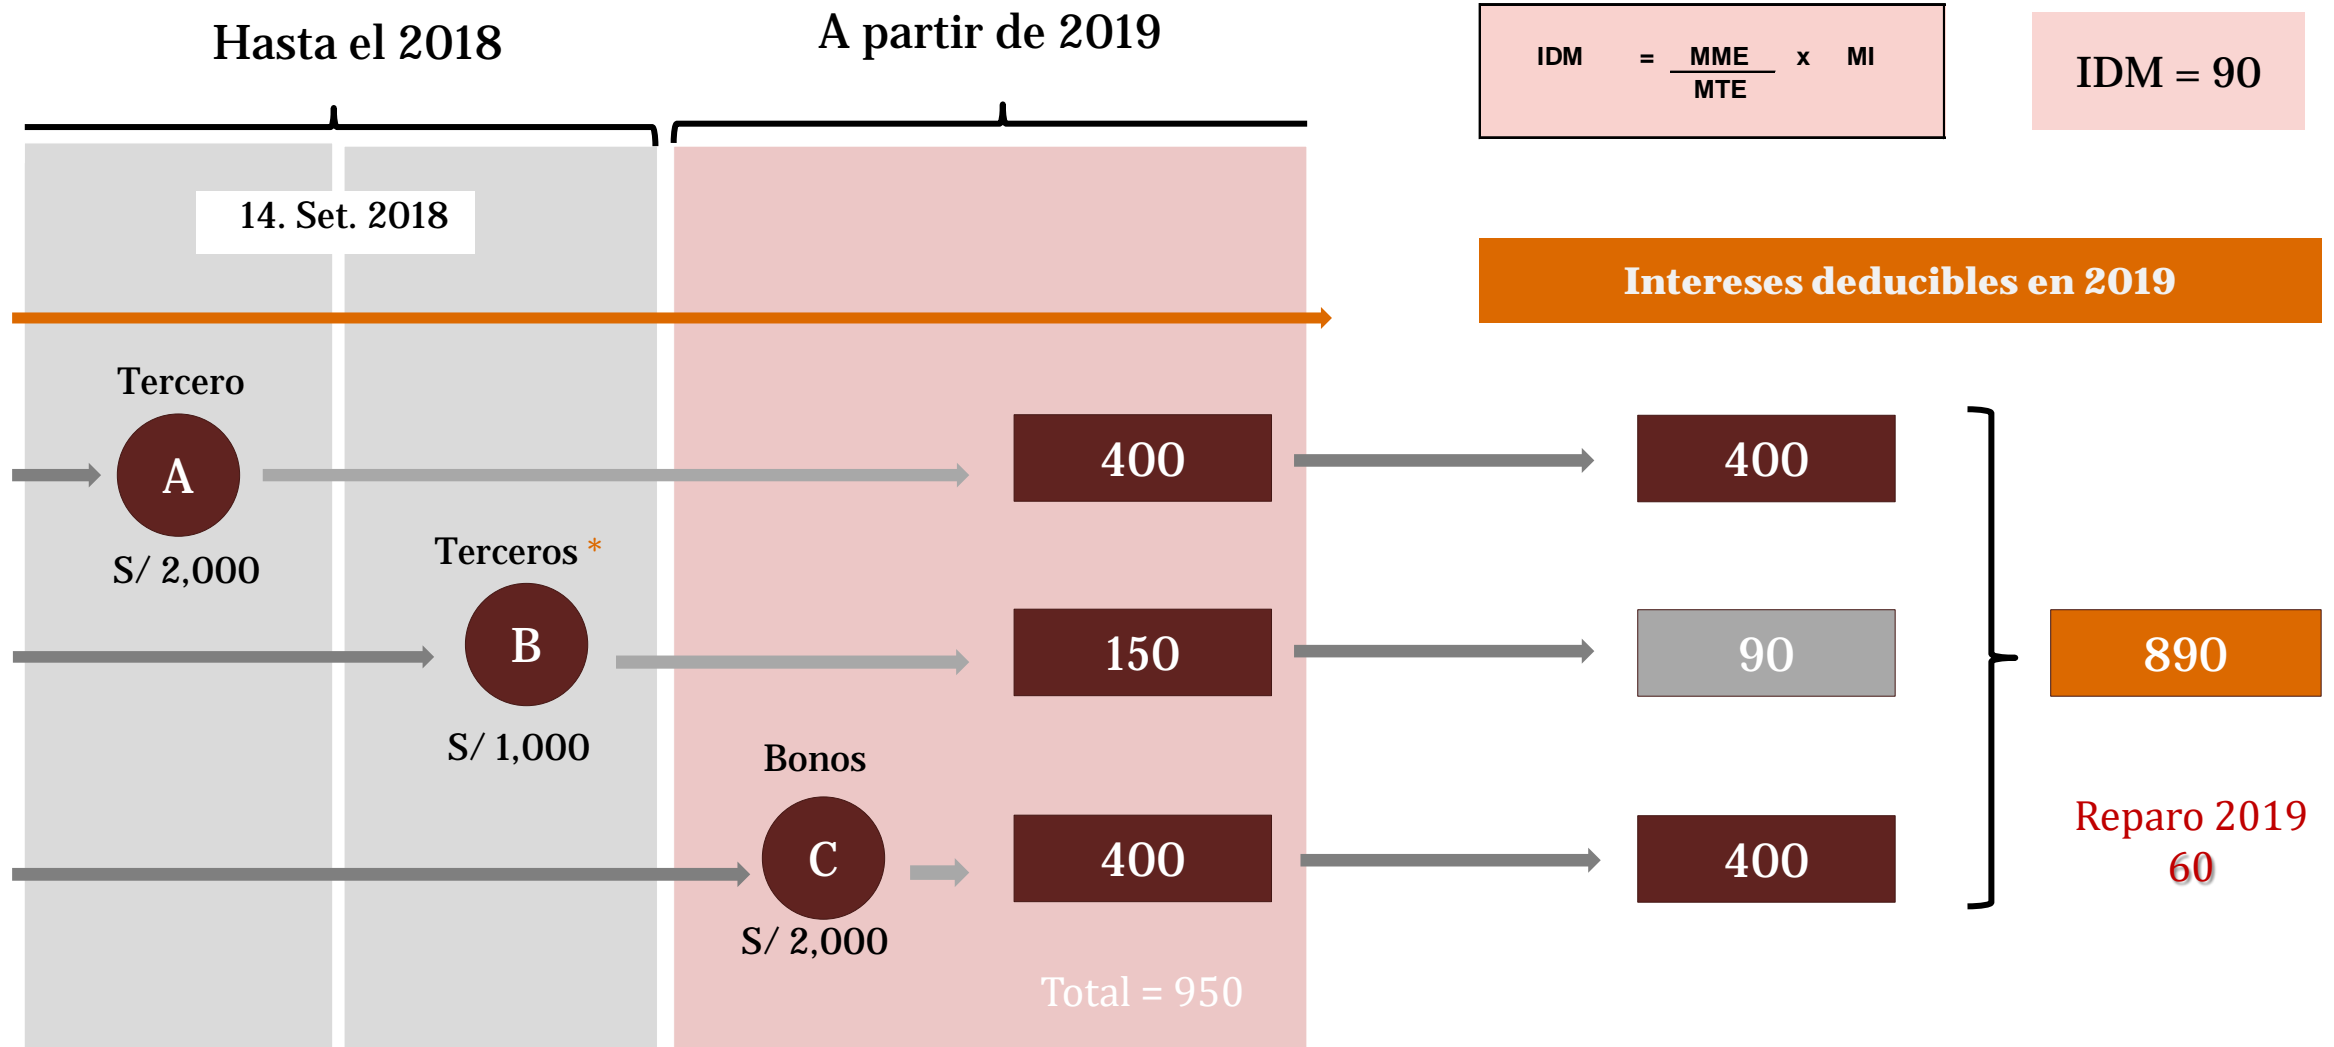 Hasta el 2018
A partir de 2019
IDM = MME x MI
MTE
IDM = 90
14. Set. 2018
Intereses deducibles en 2019
Tercero
A
S/ 2,000
400
400
Terceros *
B
S/ 1,000
150
90
890
Bonos
C
S/ 2,000
400
400
Reparo 2019
60
Total = 950